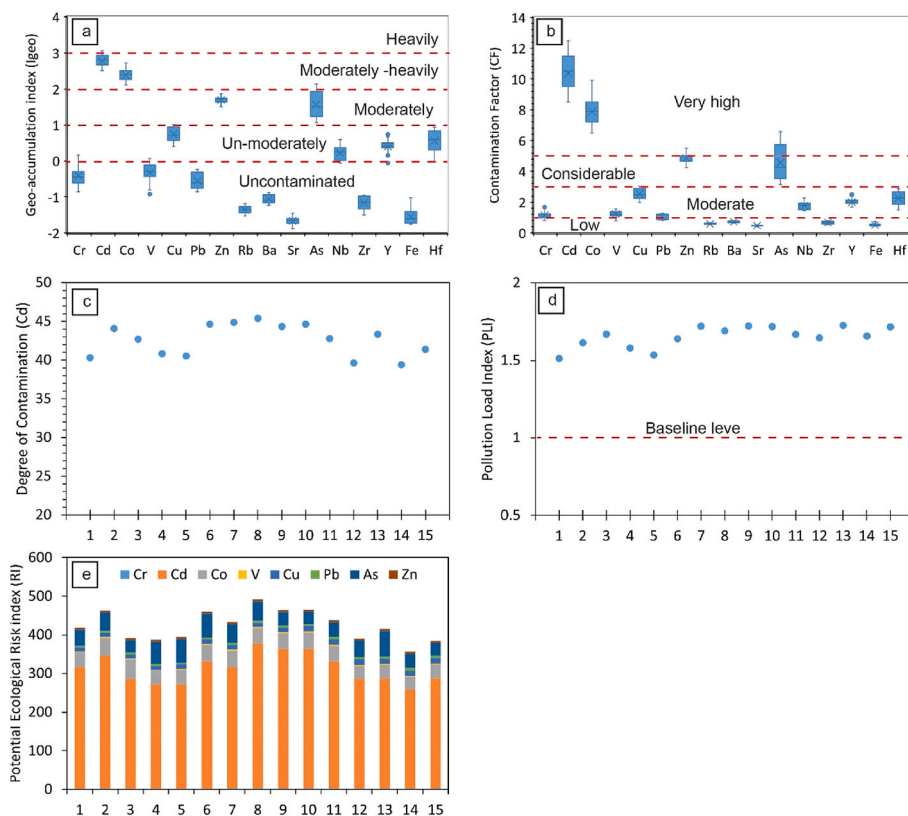 a
Geo-accumulation index (Igeo)
4
3
2
1
0
-1
-2
Heavily
Moderately -heavily
Moderately
Un-moderately
Uncontaminated
Cr Cd Co V Cu Pb Zn Rb Ba Sr As Nb Zr Y Fe Hf
b
Contamination Factor (CF)
14
12
10
8
6
4
2
0
Very high
Considerable
Moderate
Low
Cr Cd Co V Cu Pb Zn Rb Ba Sr As Nb Zr Y Fe Hf
c
Degree of Contamination (Cd)
50
45
40
35
30
25
20
1 2 3 4 5 6 7 8 9 10 11 12 13 14 15
d
Pollution Load Index (PLI)
2
1.5
1
0.5
Baseline leve
1 2 3 4 5 6 7 8 9 10 11 12 13 14 15
e
Potential Ecological Risk index (RI)
600
500
400
300
200
100
0
Cr Cd Co V Cu Pb As Zn
1 2 3 4 5 6 7 8 9 10 11 12 13 14 15